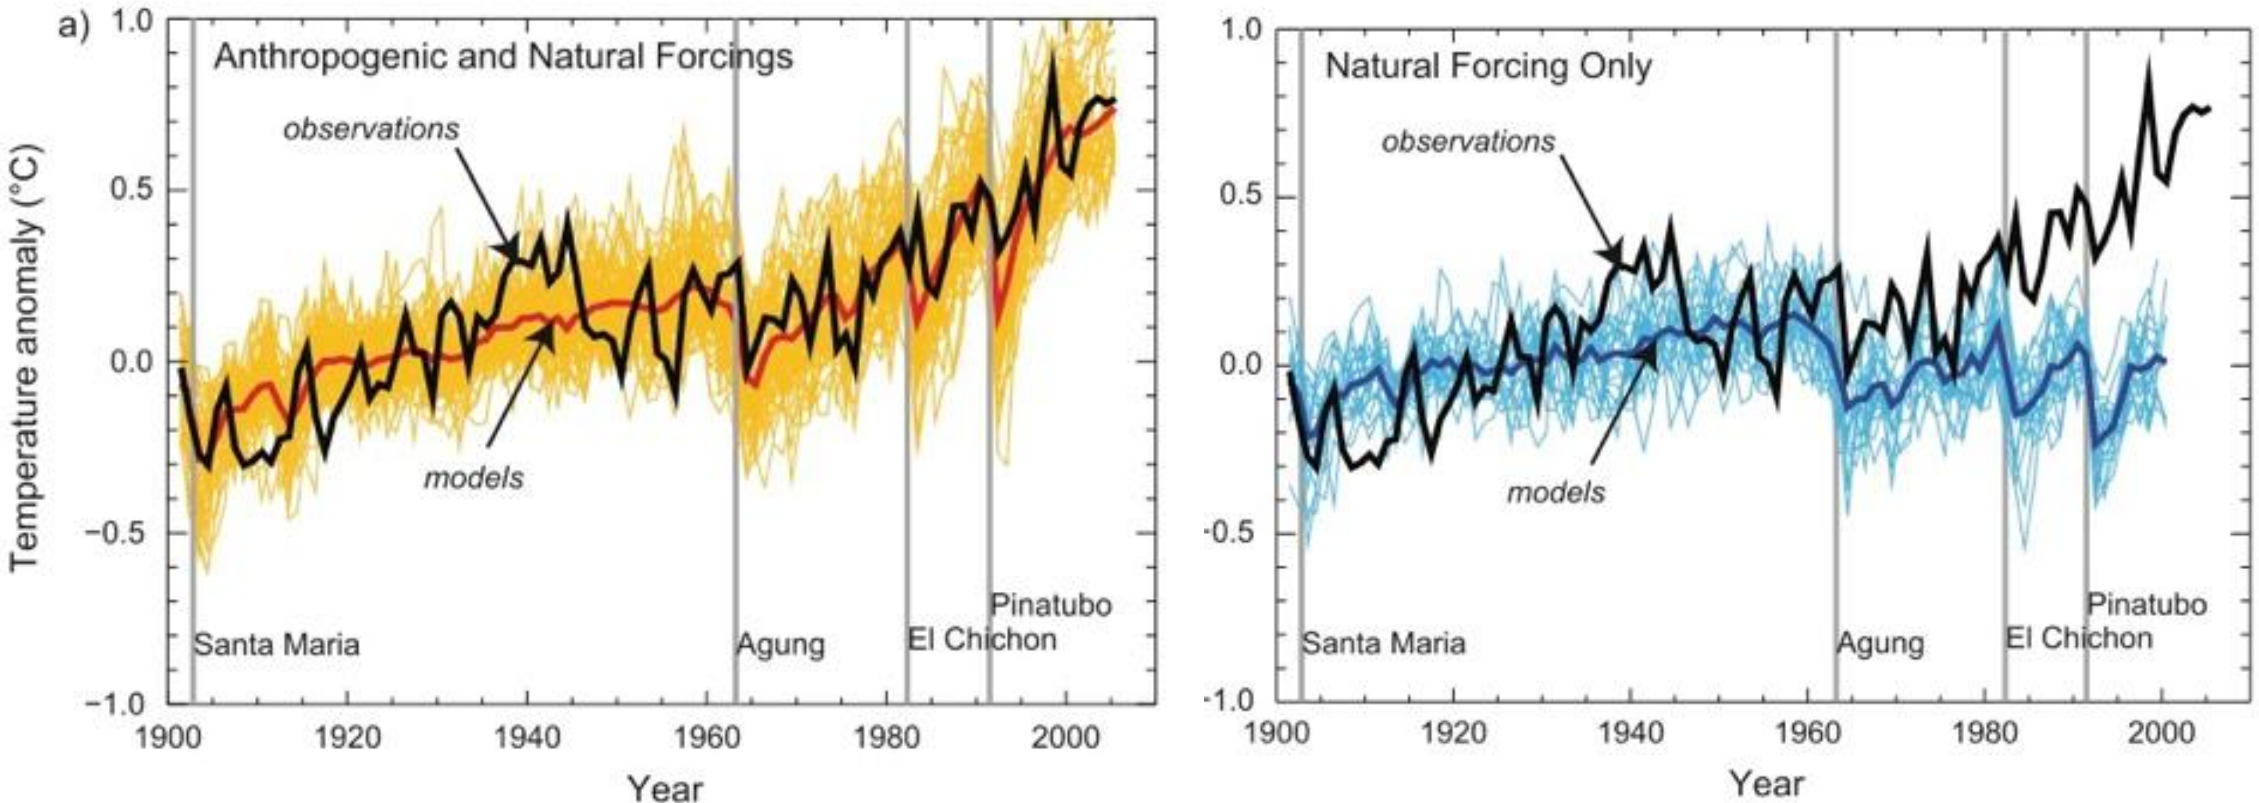 a)
Anthropogenic and Natural Forcings
observations
models
Santa Maria
Agung
El Chichon
Pinatubo
Temperature anomaly (°C)
1.0
0.5
0.0
−0.5
−1.0
1900 1920 1940 1960 1980 2000
Year
Natural Forcing Only
observations
models
Santa Maria
Agung
El Chichon
Pinatubo
1.0
0.5
0.0
-0.5
-1.0
1900 1920 1940 1960 1980 2000
Year